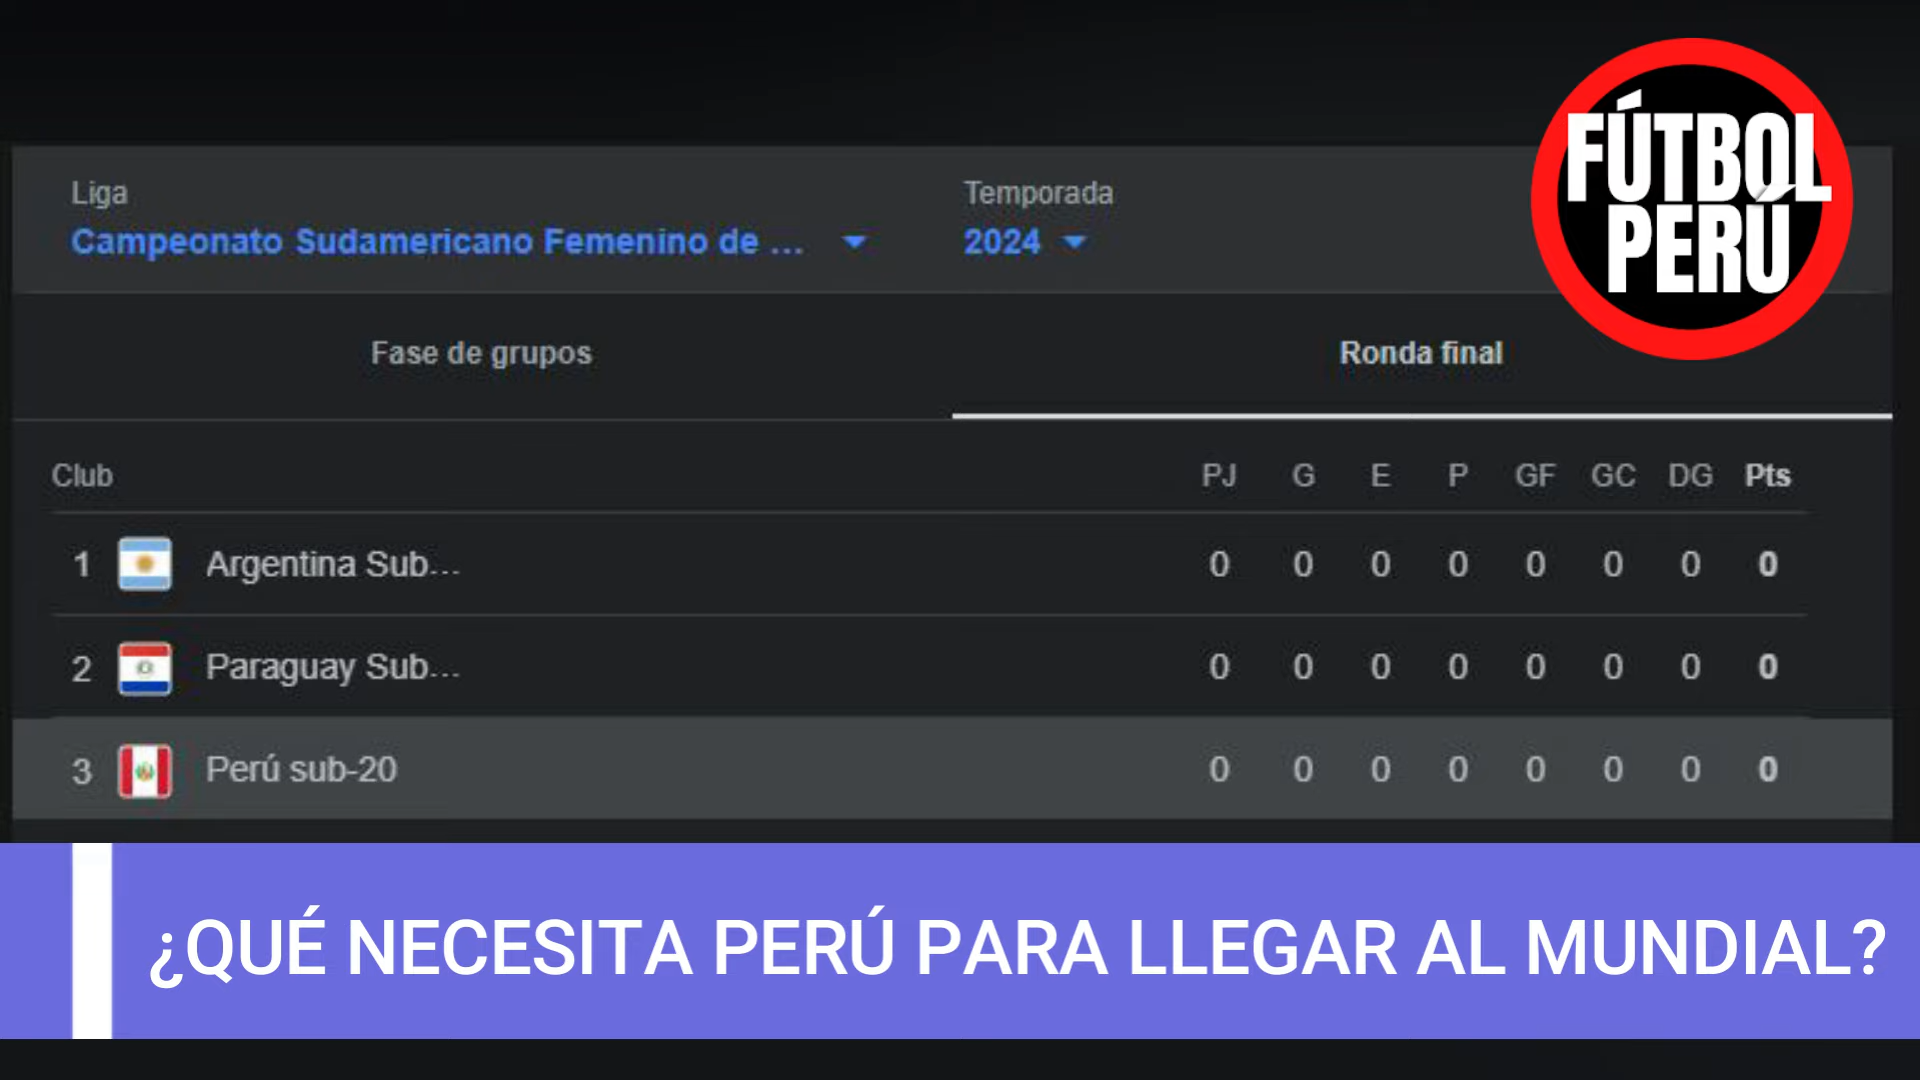 FÚTBOL
PERÚ
Liga
Temporada
Campeonato Sudamericano Femenino de ...
2024
Fase de grupos
Ronda final
Club PJ G E P GF GC DG Pts
1 Argentina Sub... 0 0 0 0 0 0 0 0
2 Paraguay Sub... 0 0 0 0 0 0 0 0
3 Perú sub-20 0 0 0 0 0 0 0 0
¿QUÉ NECESITA PERÚ PARA LLEGAR AL MUNDIAL?